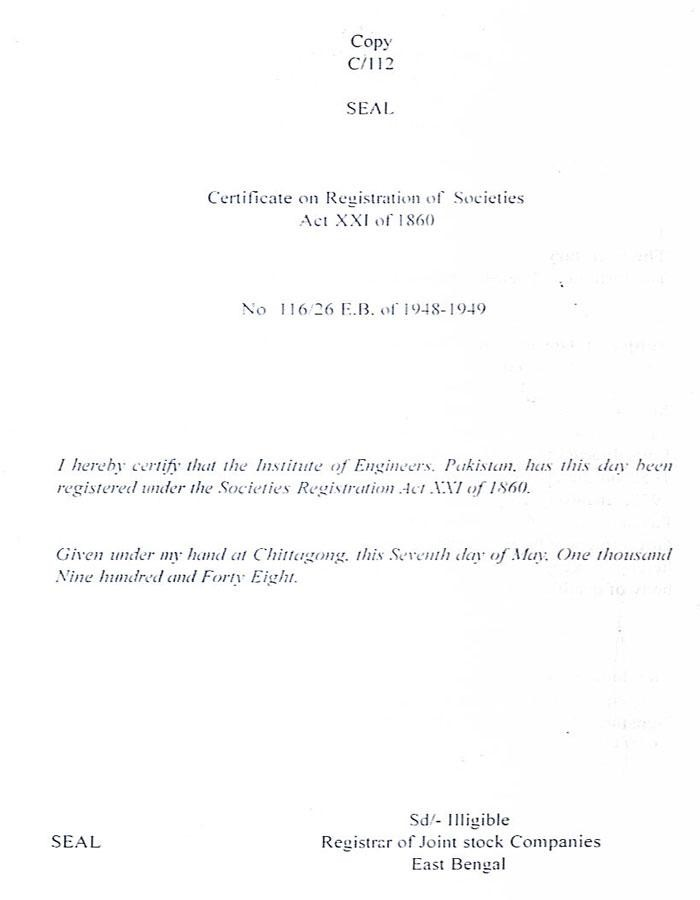 Copy
C/112
SEAL
Certificate on Registration of Societies
Act XXI of 1860
No 116/26 E.B. of 1948-1949
I hereby certify that the Institute of Engineers, Pakistan, has this day been
registered under the Societies Registration Act XXI of 1860.
Given under my hand at Chittagong, this Seventh day of May, One thousand
Nine hundred and Forty Eight.
Sd/- Illigible
SEAL Registrar of Joint stock Companies
East Bengal